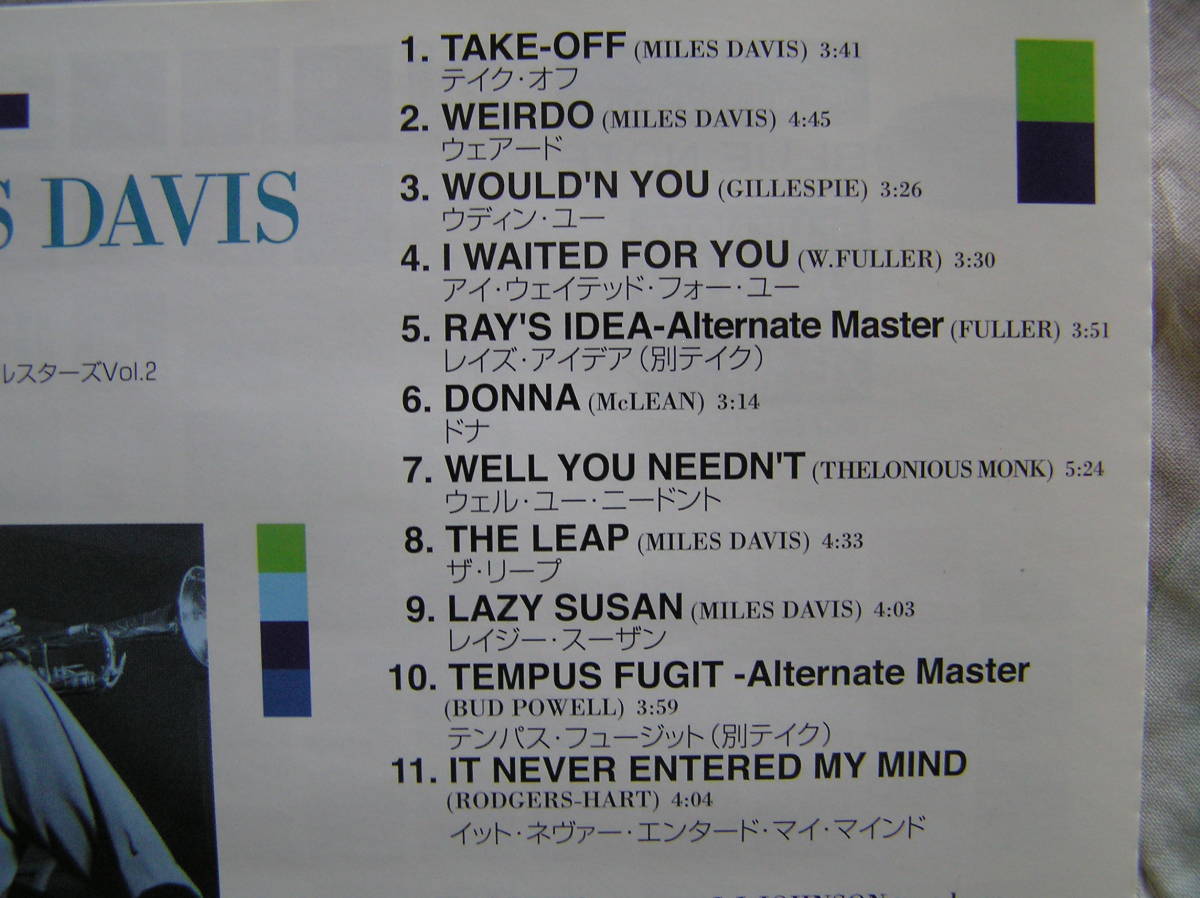 S DAVIS
ルスターズVol.2
1. TAKE-OFF (MILES DAVIS) 3:41
テイク・オフ
2. WEIRDO (MILES DAVIS) 4:45
ウェアード
3. WOULD'N YOU (GILLESPIE) 3:26
ウディン・ユー
4. I WAITED FOR YOU (W.FULLER) 3:30
アイ・ウェイテッド・フォー・ユー
5. RAY'S IDEA-Alternate Master (FULLER) 3:51
レイズ・アイデア（別テイク）
6. DONNA (McLEAN) 3:14
ドナ
7. WELL YOU NEEDN'T (THELONIOUS MONK) 5:24
ウェル・ユー・ニードント
8. THE LEAP (MILES DAVIS) 4:33
ザ・リープ
9. LAZY SUSAN (MILES DAVIS) 4:03
レイジー・スーザン
10. TEMPUS FUGIT -Alternate Master
(BUD POWELL) 3:59
テンパス・フュージット（別テイク）
11. IT NEVER ENTERED MY MIND
(RODGERS-HART) 4:04
イット・ネヴァー・エンタード・マイ・マインド
JOHNSON